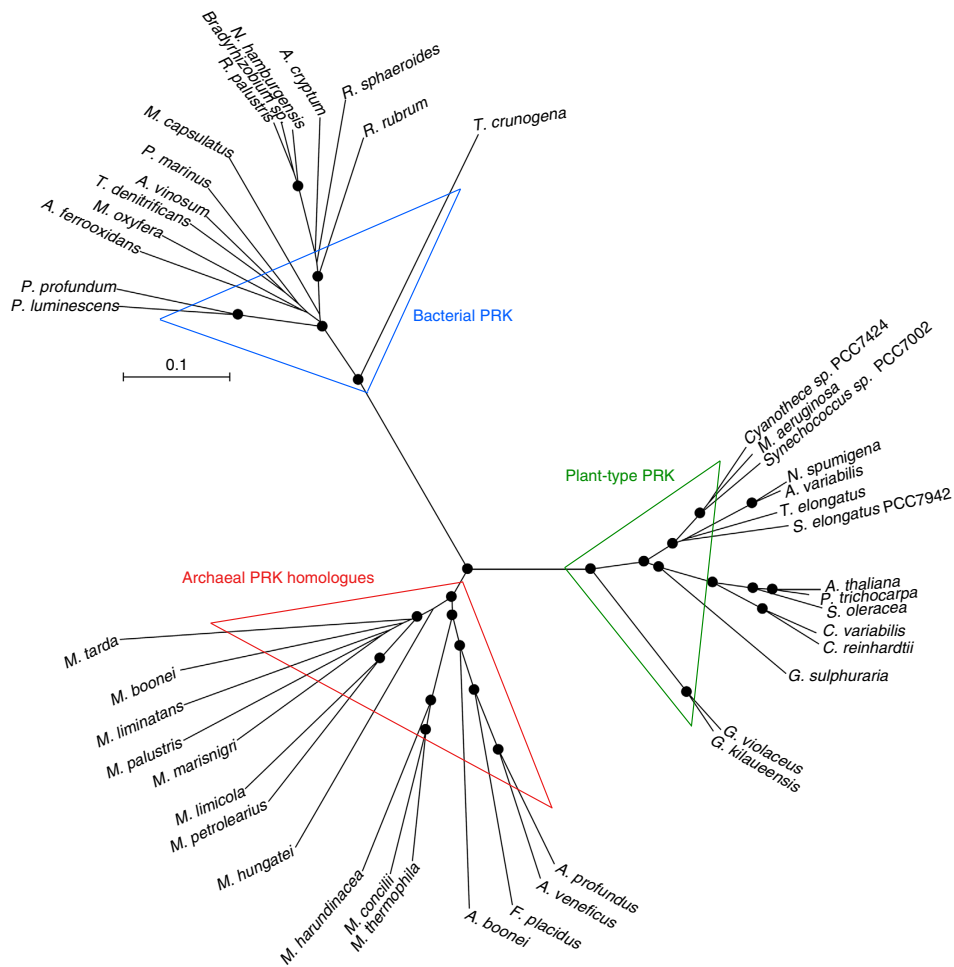 R. palustris
Bradyrhizobium sp.
N. hamburgensis
A. cryptum
R. sphaeroides
R. rubrum
T. crunogena
M. capsulatus
P. marinus
A. vinosum
T. denitrificans
M. oxyfera
A. ferrooxidans
P. profundum
P. luminescens
Bacterial PRK
0.1
Cyanothece sp. PCC7424
M. aeruginosa
Synechococcus sp. PCC7002
Plant-type PRK
N. spumigena
A. variabilis
T. elongatus
S. elongatus PCC7942
A. thaliana
P. trichocarpa
S. oleracea
C. variabilis
C. reinhardtii
G. sulphuraria
G. violaceus
G. kilaueensis
Archaeal PRK homologues
M. tarda
M. boonei
M. liminatans
M. palustris
M. marisnigri
M. limicola
M. petrolearius
M. hungatei
M. harundinacea
M. concilii
M. thermophila
A. boonei
F. placidus
A. veneficus
A. profundus